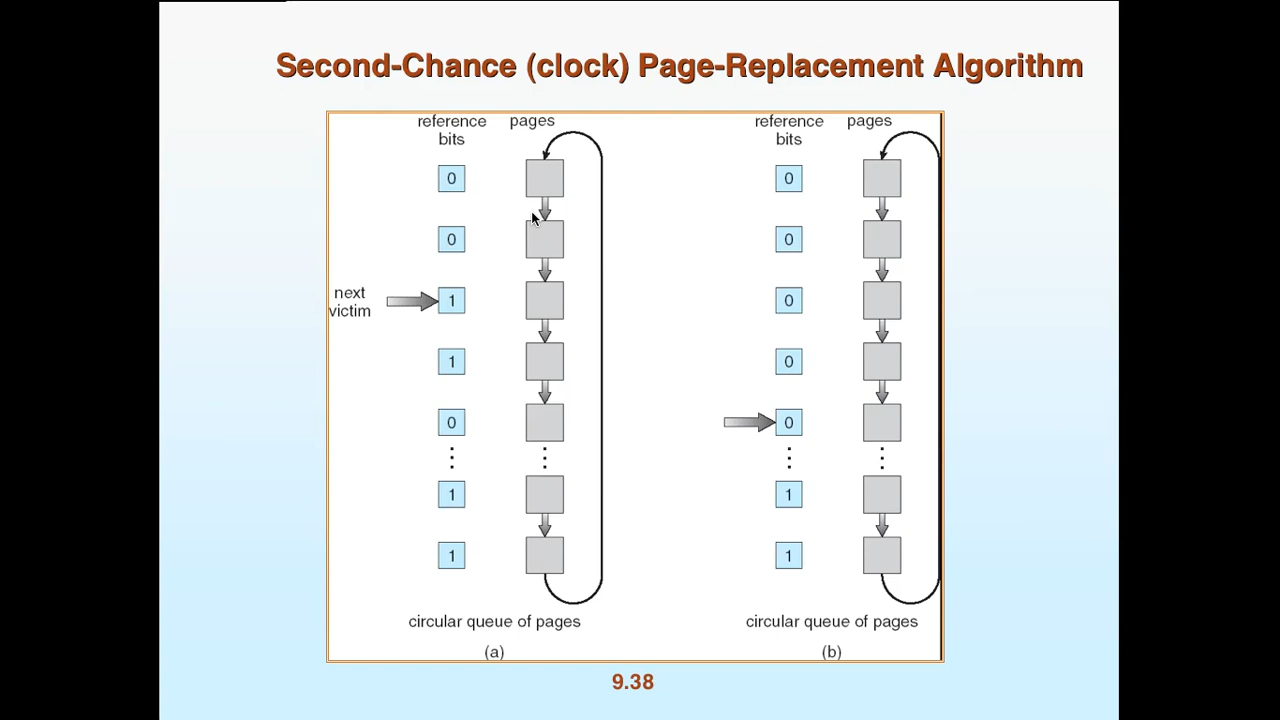 Second-Chance (clock) Page-Replacement Algorithm
reference bits pages
0
0
next victim 1
1
0
1
1
circular queue of pages
(a)
reference bits pages
0
0
0
0
0
1
1
circular queue of pages
(b)
9.38